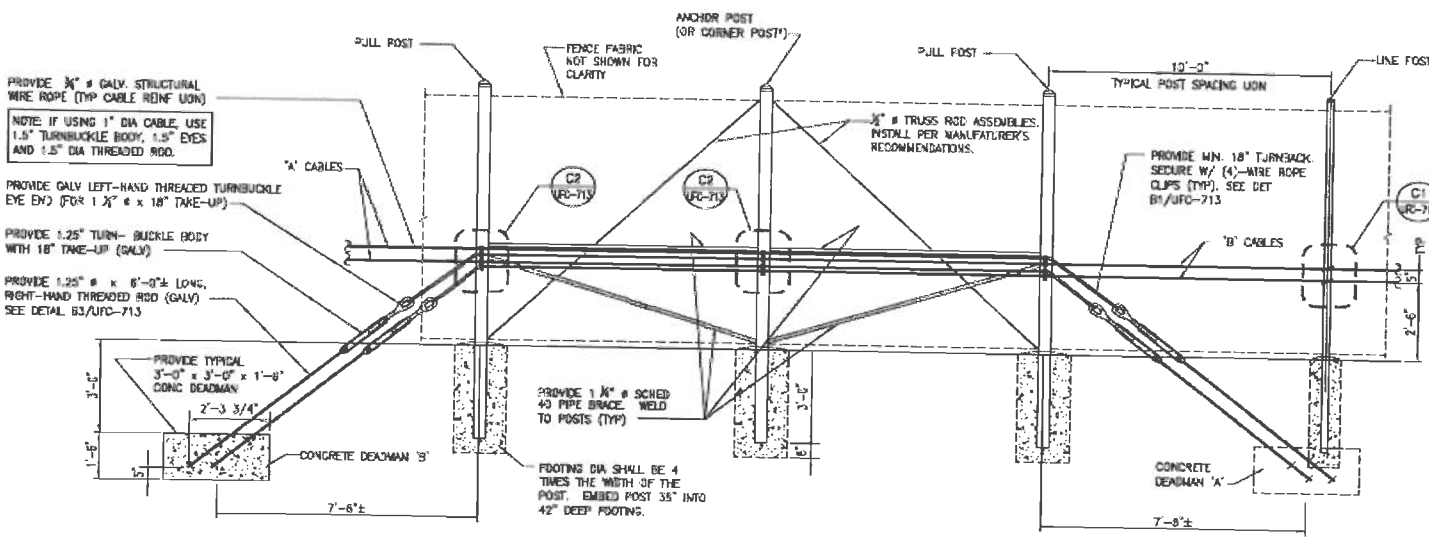 ANCHOR POST
(OR CORNER POST*)
PULL POST
FENCE FABRIC
NOT SHOWN FOR
CLARITY
PULL POST
10'-0"
TYPICAL POST SPACING UON
LINE POST
PROVIDE ¾" ø GALV. STRUCTURAL
WIRE ROPE (TYP CABLE REINF UON)
NOTE: IF USING 1" DIA CABLE, USE
1.5" TURNBUCKLE BODY, 1.5" EYES
AND 1.5" DIA THREADED ROD.
"A" CABLES
TRUSS ROD ASSEMBLIES.
INSTALL PER MANUFACTURER'S
RECOMMENDATIONS.
PROVIDE MIN. 18" TURNBACK.
SECURE W/ (4)-WIRE ROPE
CLIPS (TYP). SEE DET
B1/UFC-713
C2
UFC-713
C2
UFC-713
C1
PROVIDE GALV LEFT-HAND THREADED TURNBUCKLE
EYE END (FOR 1 ø x 18" TAKE-UP)
PROVIDE 1.25" TURN- BUCKLE BODY
WITH 18" TAKE-UP (GALV)
PROVIDE 1.25" ø x 6'-0"± LONG,
RIGHT-HAND THREADED ROD (GALV)
SEE DETAIL B3/UFC-713
"B" CABLES
5"
TYP
2'-6"
PROVIDE TYPICAL
3'-0" x 3'-0" x 1'-6"
CONC DEADMAN
2'-3 3/4"
3'-0"
1'-6"
5"
CONCRETE DEADMAN 'B'
PROVIDE 1 ø SCHED
40 PIPE BRACE. WELD
TO POSTS (TYP)
3'-0"
6"
FOOTING DIA SHALL BE 4
TIMES THE WIDTH OF THE
POST. EMBED POST 36" INTO
42" DEEP FOOTING.
CONCRETE
DEADMAN 'A'
7'-8"±
7'-8"±